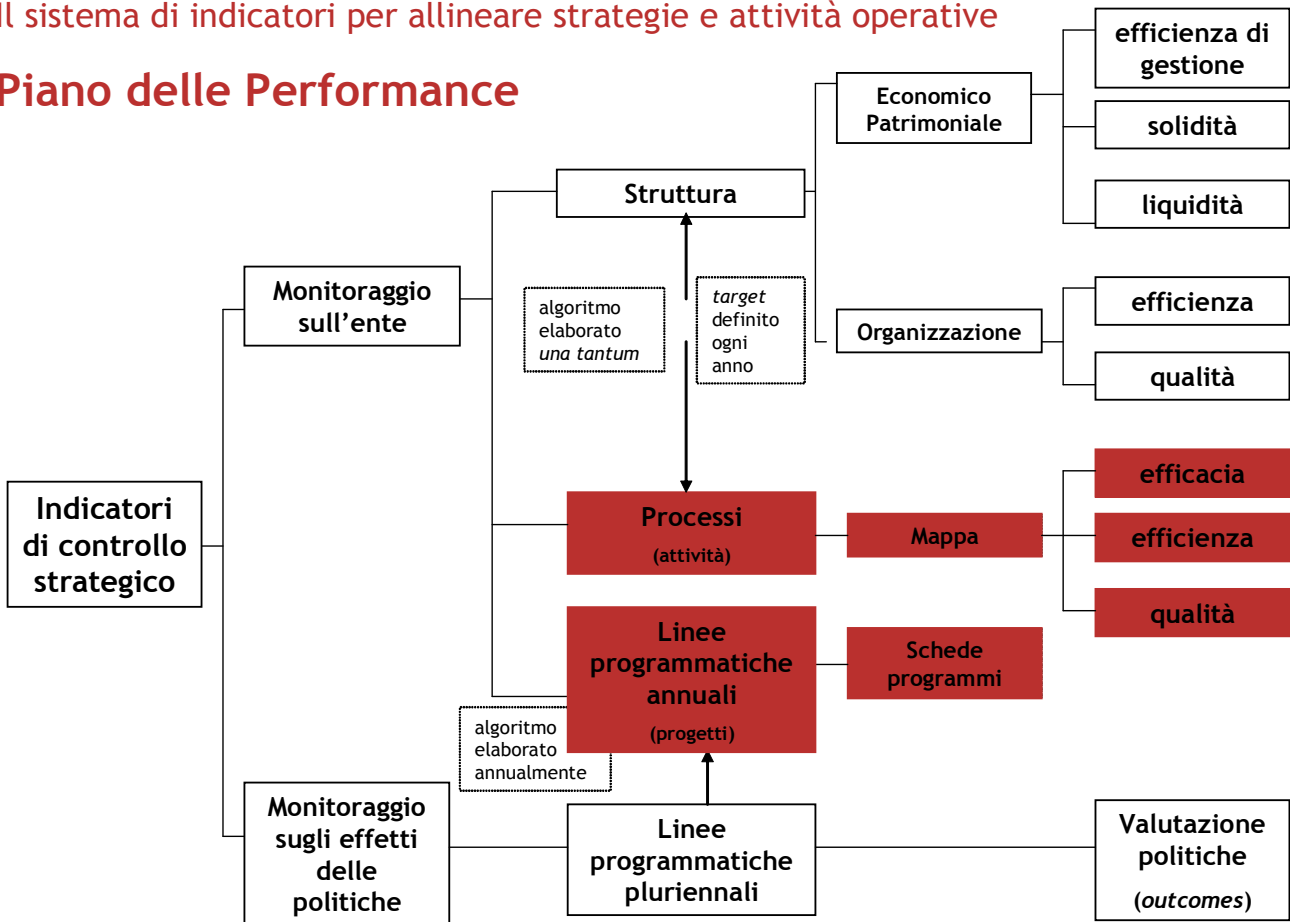 Il sistema di indicatori per allineare strategie e attività operative
Piano delle Performance
efficienza di
gestione
Economico
Patrimoniale
solidità
Struttura
liquidità
Monitoraggio
sull'ente
algoritmo
elaborato
una tantum
target
definito
ogni
anno
Organizzazione
efficienza
qualità
Indicatori
di controllo
strategico
Processi
(attività)
Mappa
efficacia
efficienza
qualità
Linee
programmatiche
annuali
(progetti)
Schede
programmi
algoritmo
elaborato
annualmente
Monitoraggio
sugli effetti
delle
politiche
Linee
programmatiche
pluriennali
Valutazione
politiche
(outcomes)